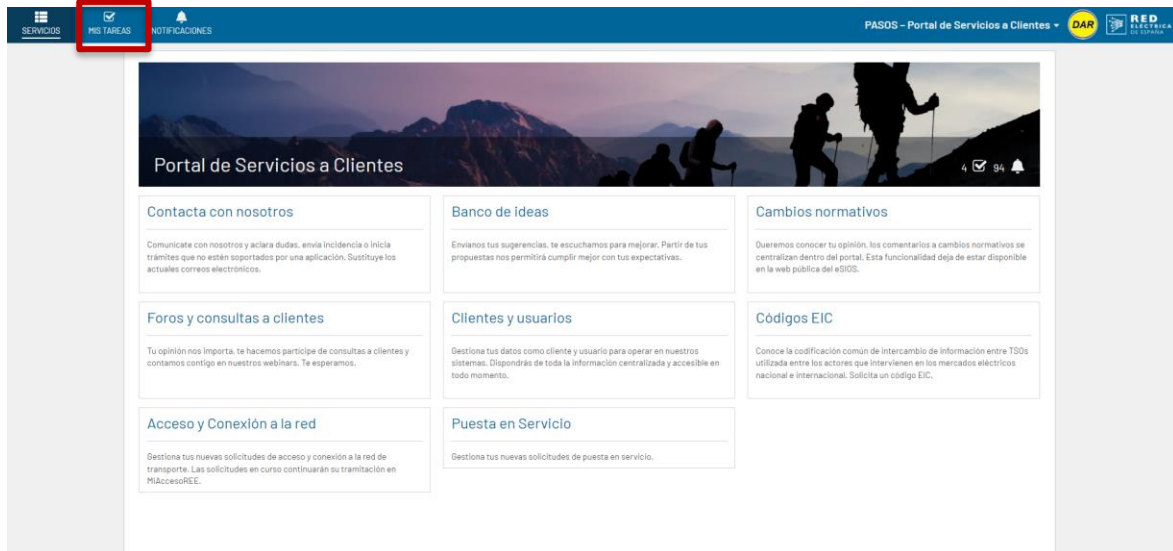 SERVICIOS
MIS TAREAS
NOTIFICACIONES
PASOS – Portal de Servicios a Clientes
DAR
RED
ELÉCTRICA
DE ESPAÑA
Portal de Servicios a Clientes
4 94
Contacta con nosotros
Comunícate con nosotros y aclara dudas, envía incidencia o inicia
trámites que no estén soportados por una aplicación. Sustituye los
actuales correos electrónicos.
Banco de ideas
Envíanos tus sugerencias, te escuchamos para mejorar. Partir de tus
propuestas nos permitirá cumplir mejor con tus expectativas.
Cambios normativos
Queremos conocer tu opinión, los comentarios a cambios normativos se
centralizan dentro del portal. Esta funcionalidad deja de estar disponible
en la web pública del eSIOS.
Foros y consultas a clientes
Tu opinión nos importa, te hacemos partícipe de consultas a clientes y
contamos contigo en nuestros webinars. Te esperamos.
Clientes y usuarios
Gestiona tus datos como cliente y usuario para operar en nuestros
sistemas. Dispondrás de toda la información centralizada y accesible en
todo momento.
Códigos EIC
Conoce la codificación común de intercambio de información entre TSOs
utilizada entre los actores que intervienen en los mercados eléctricos
nacional e internacional. Solicita un código EIC.
Acceso y Conexión a la red
Gestiona tus nuevas solicitudes de acceso y conexión a la red de
transporte. Las solicitudes en curso continuarán su tramitación en
MiAccesoREE.
Puesta en Servicio
Gestiona tus nuevas solicitudes de puesta en servicio.